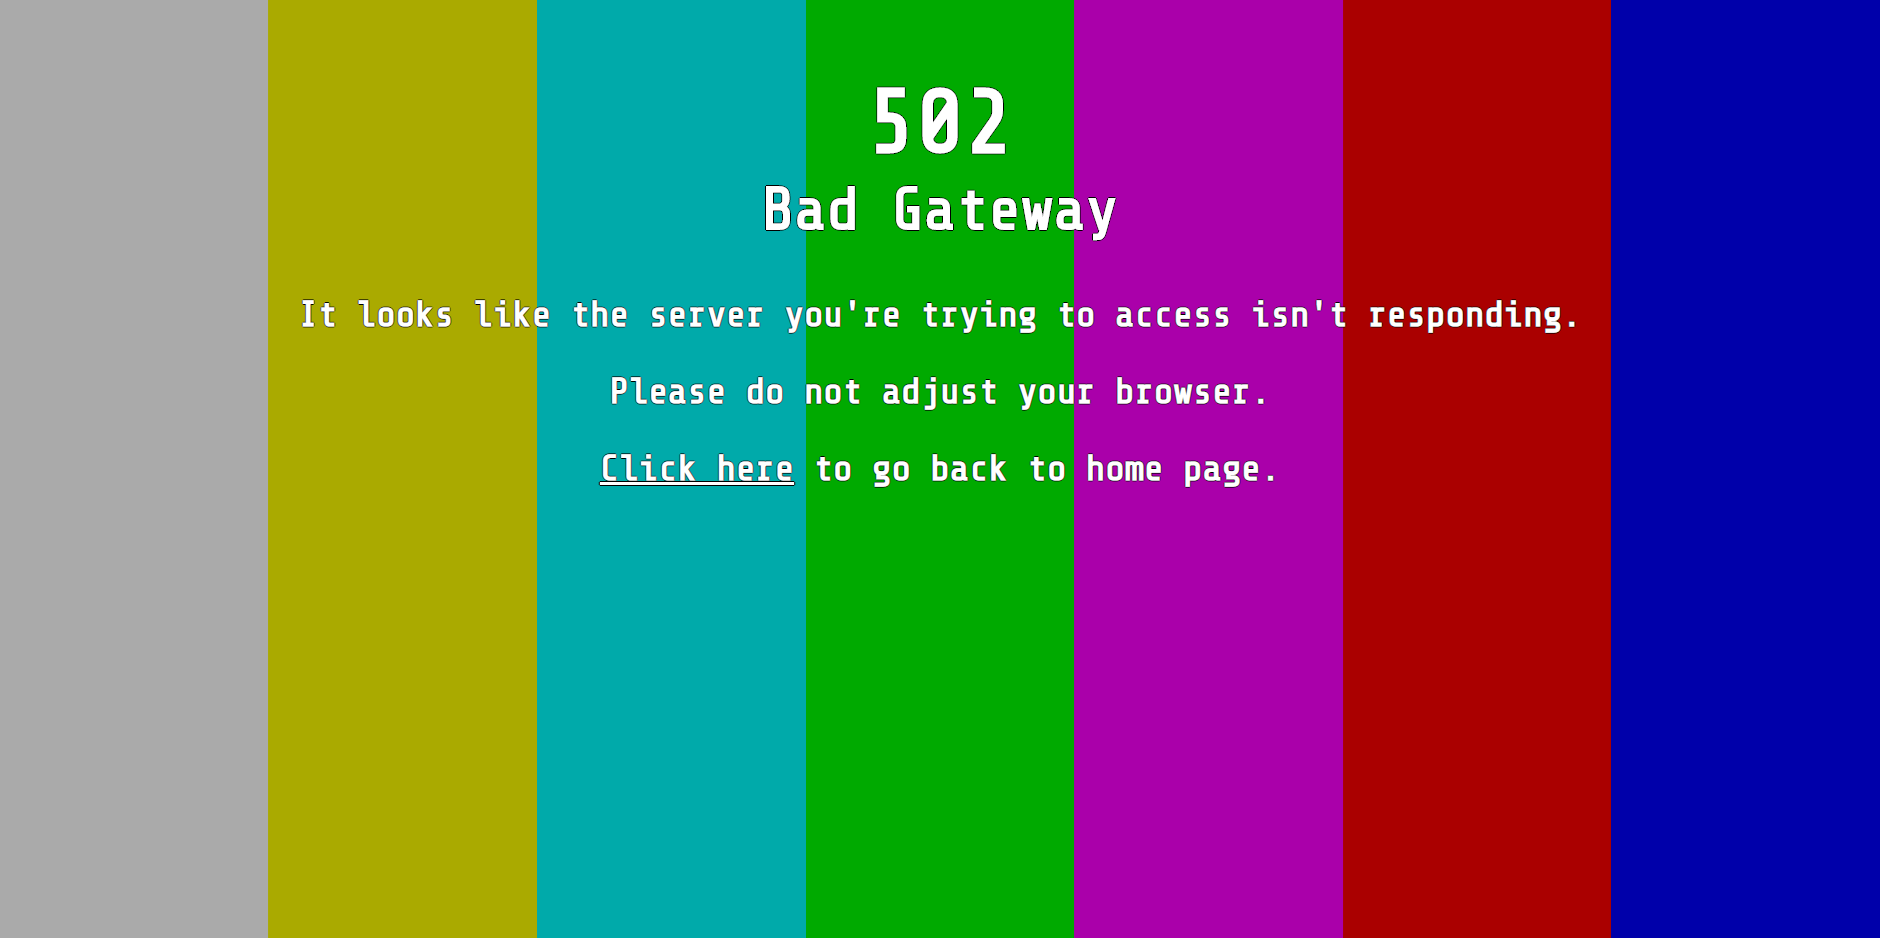 502
Bad Gateway
It looks like the server you're trying to access isn't responding.
Please do not adjust your browser.
Click here to go back to home page.